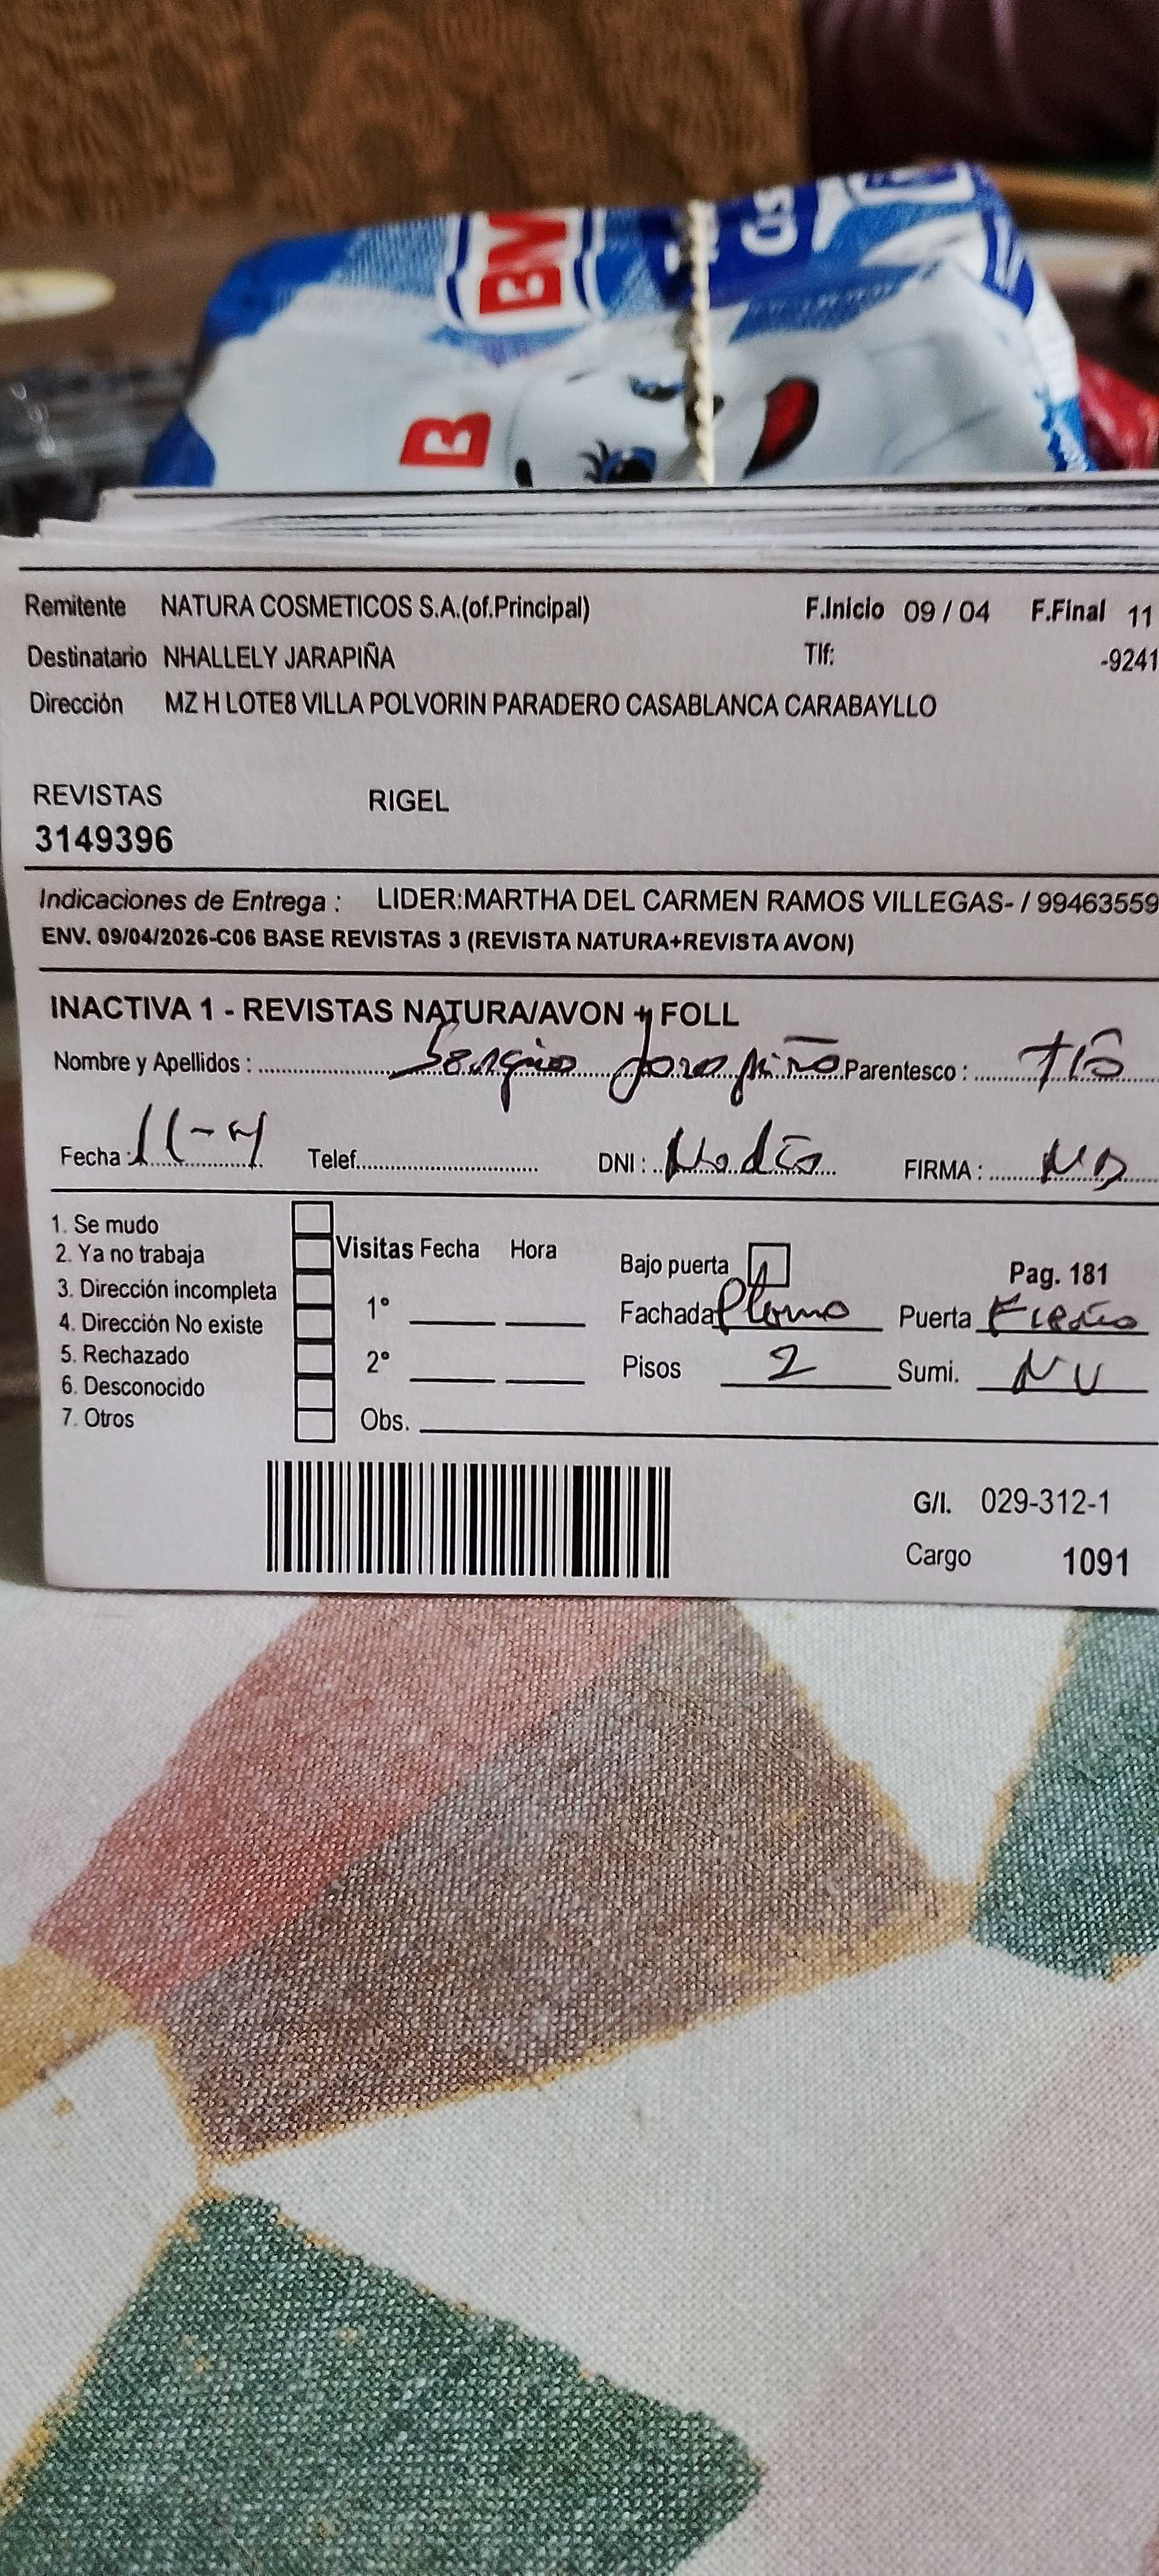 B
Remitente NATURA COSMETICOS S.A.(of.Principal) F.Inicio 09 / 04 F.Final 11
Destinatario NHALLELY JARAPIÑA Tlf: -9241
Dirección MZ H LOTE8 VILLA POLVORIN PARADERO CASABLANCA CARABAYLLO
REVISTAS RIGEL
3149396
Indicaciones de Entrega : LIDER:MARTHA DEL CARMEN RAMOS VILLEGAS- / 99463559
ENV. 09/04/2026-C06 BASE REVISTAS 3 (REVISTA NATURA+REVISTA AVON)
INACTIVA 1 - REVISTAS NATURA/AVON + FOLL
Nombre y Apellidos : Sergio Jarapiña Parentesco : tio
Fecha : 11-4 Telef. DNI : No dio FIRMA : ND
1. Se mudo
2. Ya no trabaja
3. Dirección incompleta
4. Dirección No existe
5. Rechazado
6. Desconocido
7. Otros
Visitas Fecha Hora
1°
2°
Obs.
Bajo puerta Pag. 181
Fachada Plomo Puerta Fierro
Pisos 2 Sumi. NV
G/I. 029-312-1
Cargo 1091